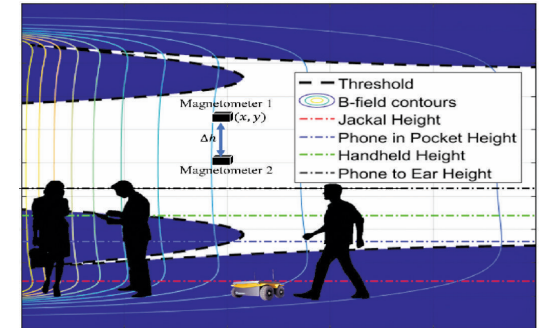 Threshold
B-field contours
Jackal Height
Phone in Pocket Height
Handheld Height
Phone to Ear Height
Magnetometer 1
(x, y)
Δh
Magnetometer 2